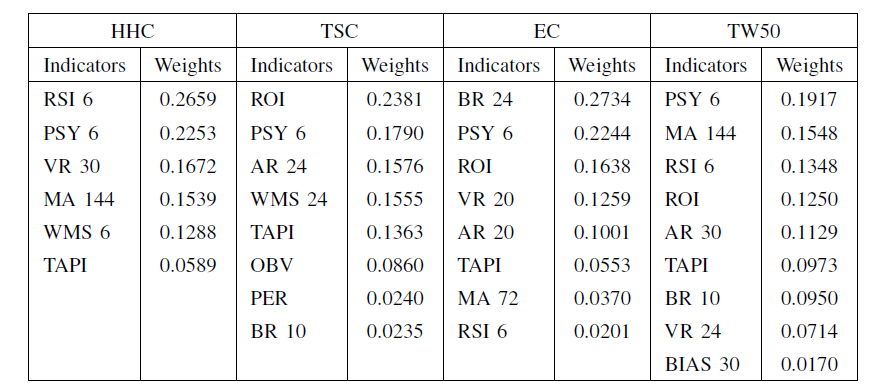 HHC TSC EC TW50
Indicators Weights Indicators Weights Indicators Weights Indicators Weights
RSI 6 0.2659 ROI 0.2381 BR 24 0.2734 PSY 6 0.1917
PSY 6 0.2253 PSY 6 0.1790 PSY 6 0.2244 MA 144 0.1548
VR 30 0.1672 AR 24 0.1576 ROI 0.1638 RSI 6 0.1348
MA 144 0.1539 WMS 24 0.1555 VR 20 0.1259 ROI 0.1250
WMS 6 0.1288 TAPI 0.1363 AR 20 0.1001 AR 30 0.1129
TAPI 0.0589 OBV 0.0860 TAPI 0.0553 TAPI 0.0973
PER 0.0240 MA 72 0.0370 BR 10 0.0950
BR 10 0.0235 RSI 6 0.0201 VR 24 0.0714
BIAS 30 0.0170